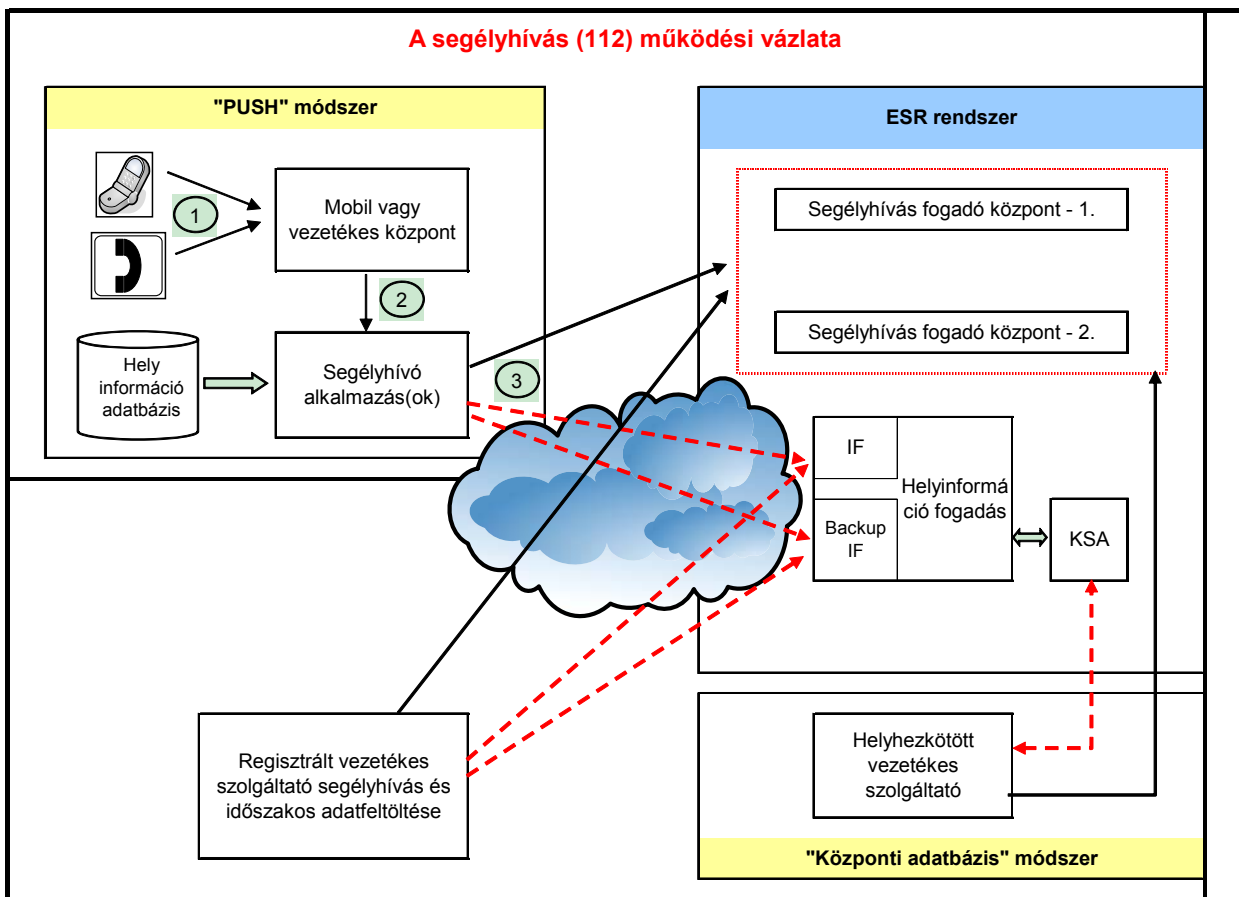 A segélyhívás (112) működési vázlata
"PUSH" módszer
1
Mobil vagy
vezetékes központ
2
Hely
információ
adatbázis
Segélyhívó
alkalmazás(ok)
3
ESR rendszer
Segélyhívás fogadó központ - 1.
Segélyhívás fogadó központ - 2.
IF
Backup
IF
Helyinformá
ció fogadás
KSA
Regisztrált vezetékes
szolgáltató segélyhívás és
időszakos adatfeltöltése
Helyhezkötött
vezetékes
szolgáltató
"Központi adatbázis" módszer